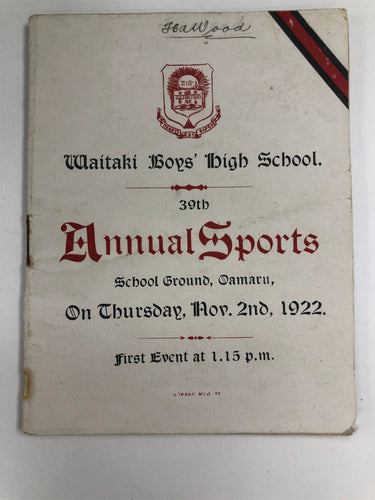 Waitaki Boys' High School.
39th
Annual Sports
School Ground, Oamaru,
On Thursday, Nov. 2nd, 1922.
First Event at 1.15 p.m.